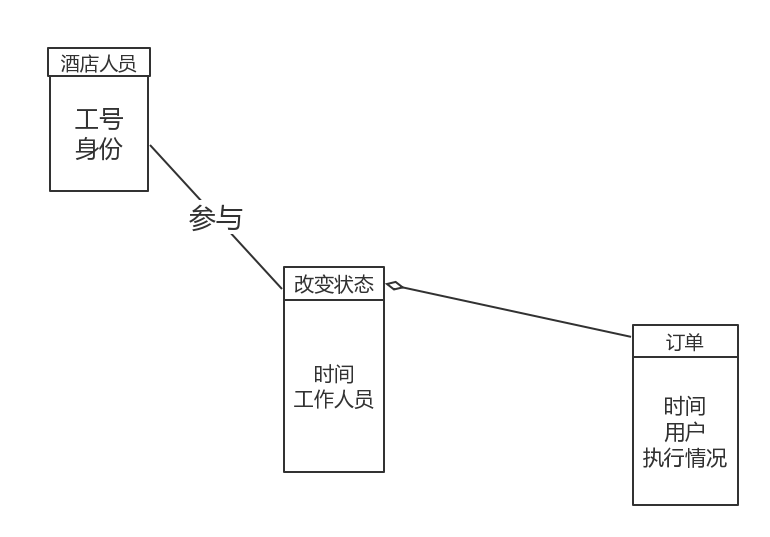 酒店人员
工号
身份
参与
改变状态
时间
工作人员
订单
时间
用户
执行情况